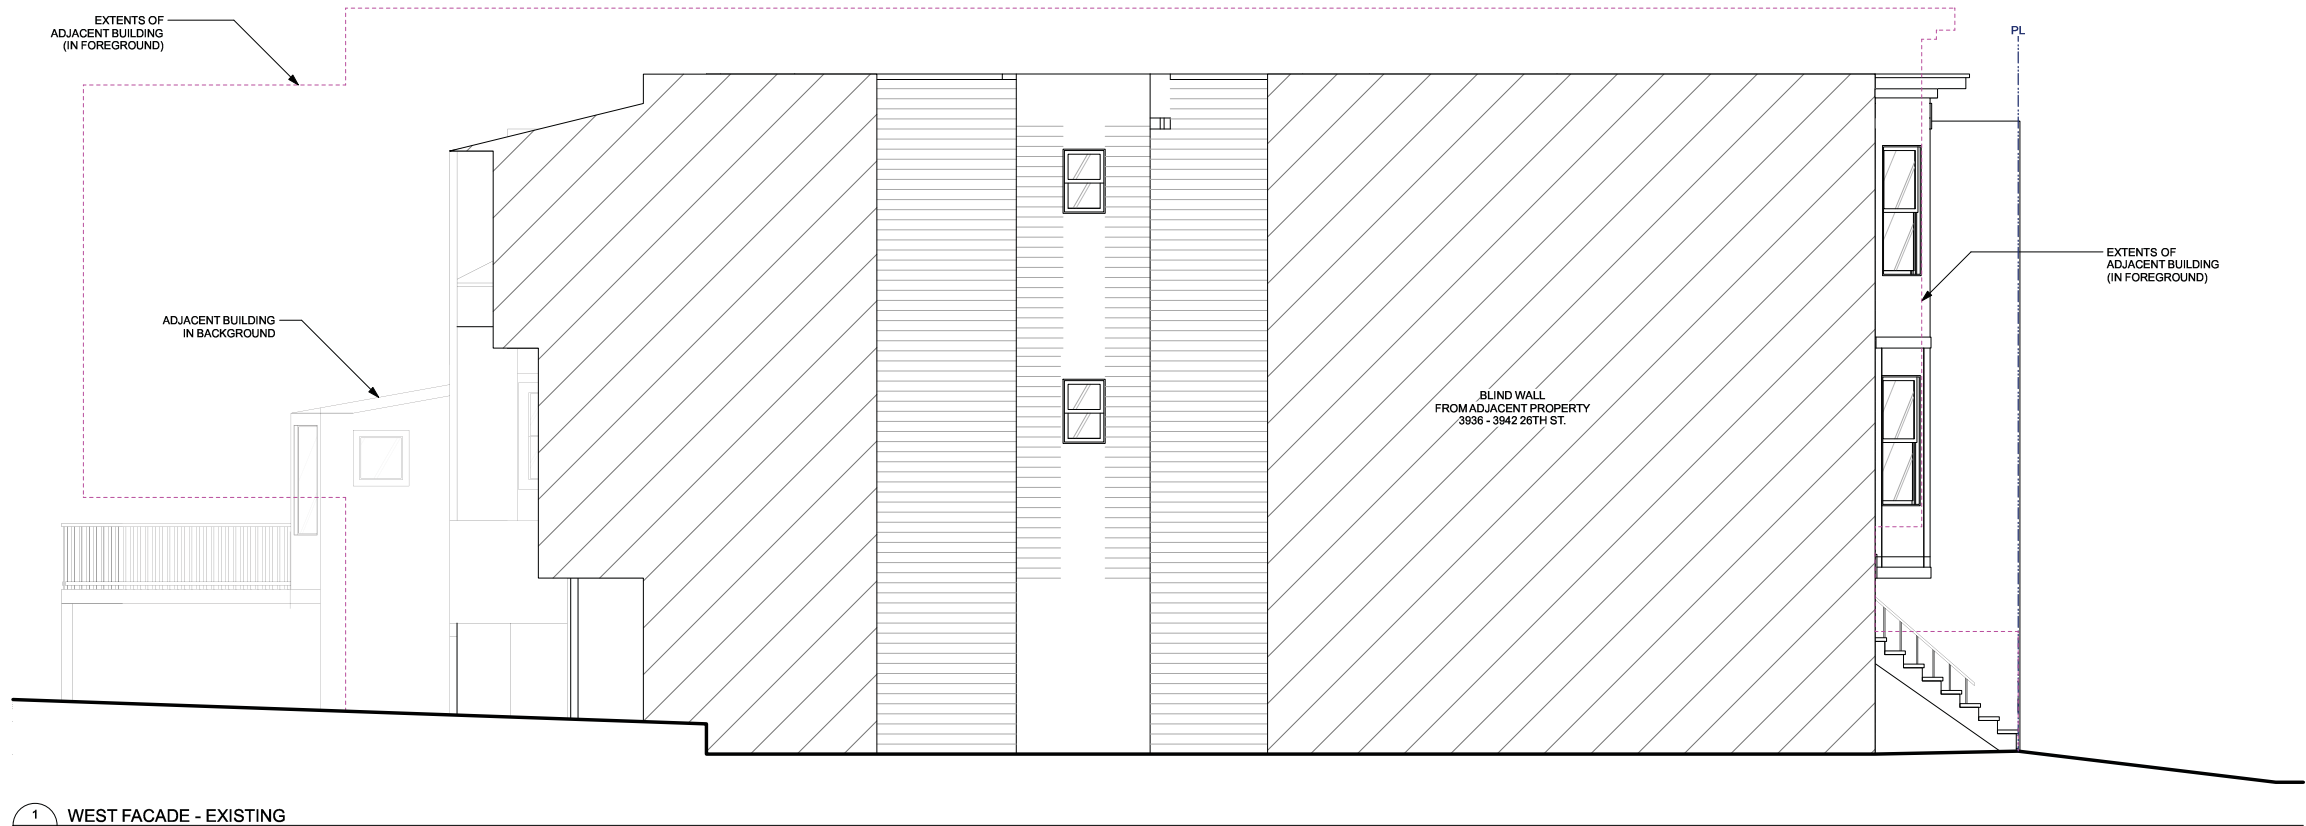 EXTENTS OF
ADJACENT BUILDING
(IN FOREGROUND)
PL
EXTENTS OF
ADJACENT BUILDING
(IN FOREGROUND)
ADJACENT BUILDING
IN BACKGROUND
BLIND WALL
FROM ADJACENT PROPERTY
3936 - 3942 26TH ST.
1 WEST FACADE - EXISTING